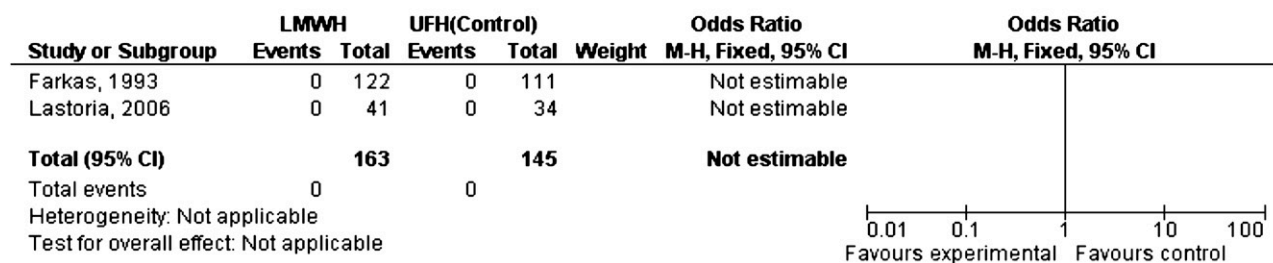 LMWH UFH(Control) Odds Ratio Odds Ratio
Study or Subgroup Events Total Events Total Weight M-H, Fixed, 95% CI M-H, Fixed, 95% CI
Farkas, 1993 0 122 0 111 Not estimable
Lastoria, 2006 0 41 0 34 Not estimable
Total (95% CI) 163 145 Not estimable
Total events 0 0
Heterogeneity: Not applicable
Test for overall effect: Not applicable
0.01 0.1 1 10 100
Favours experimental Favours control